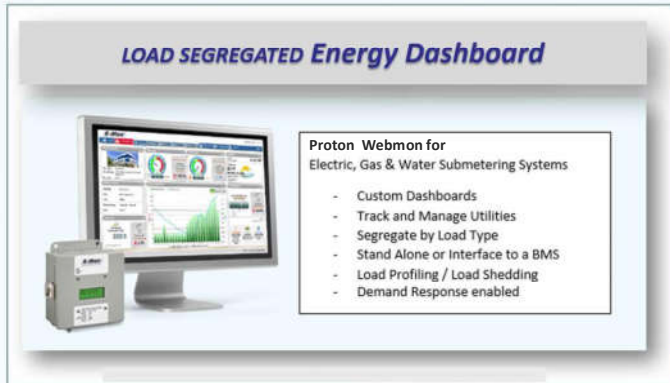 LOAD SEGREGATED Energy Dashboard
E-Mon
Proton Webmon for
Electric, Gas & Water Submetering Systems
- Custom Dashboards
- Track and Manage Utilities
- Segregate by Load Type
- Stand Alone or Interface to a BMS
- Load Profiling / Load Shedding
- Demand Response enabled